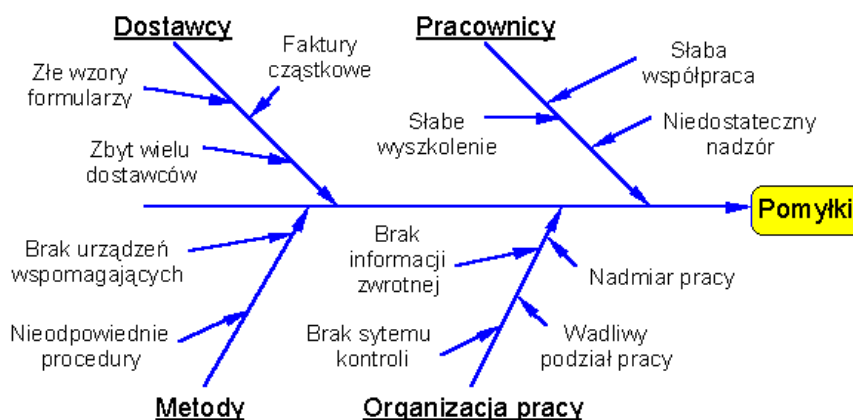 Dostawcy
Pracownicy
Faktury
cząstkowe
Złe wzory
formularzy
Zbyt wielu
dostawców
Słaba
współpraca
Słabe
wyszkolenie
Niedostateczny
nadzór
Pomyłki
Brak urządzeń
wspomagających
Nieodpowiednie
procedury
Brak
informacji
zwrotnej
Nadmiar pracy
Brak sytemu
kontroli
Wadliwy
podział pracy
Metody
Organizacja pracy